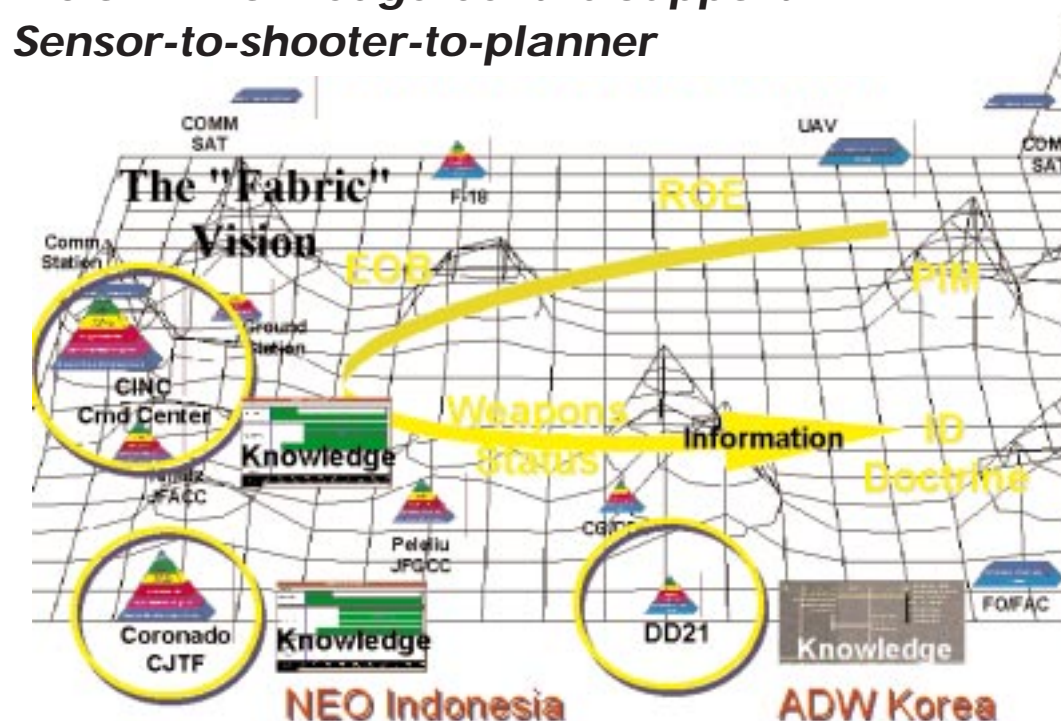 Sensor-to-shooter-to-planner
COMM
SAT
UAV
The "Fabric"
Vision
F-18
ROE
COM
SAT
Comm
Station
EOB
PIM
Ground
Station
CINC
Cmd Center
Knowledge
Weapons
Status
Information
ID
Doctrine
JFACC
Peleliu
JFGCC
Coronado
CJTF
Knowledge
DD21
Knowledge
FO/FAC
NEO Indonesia
ADW Korea